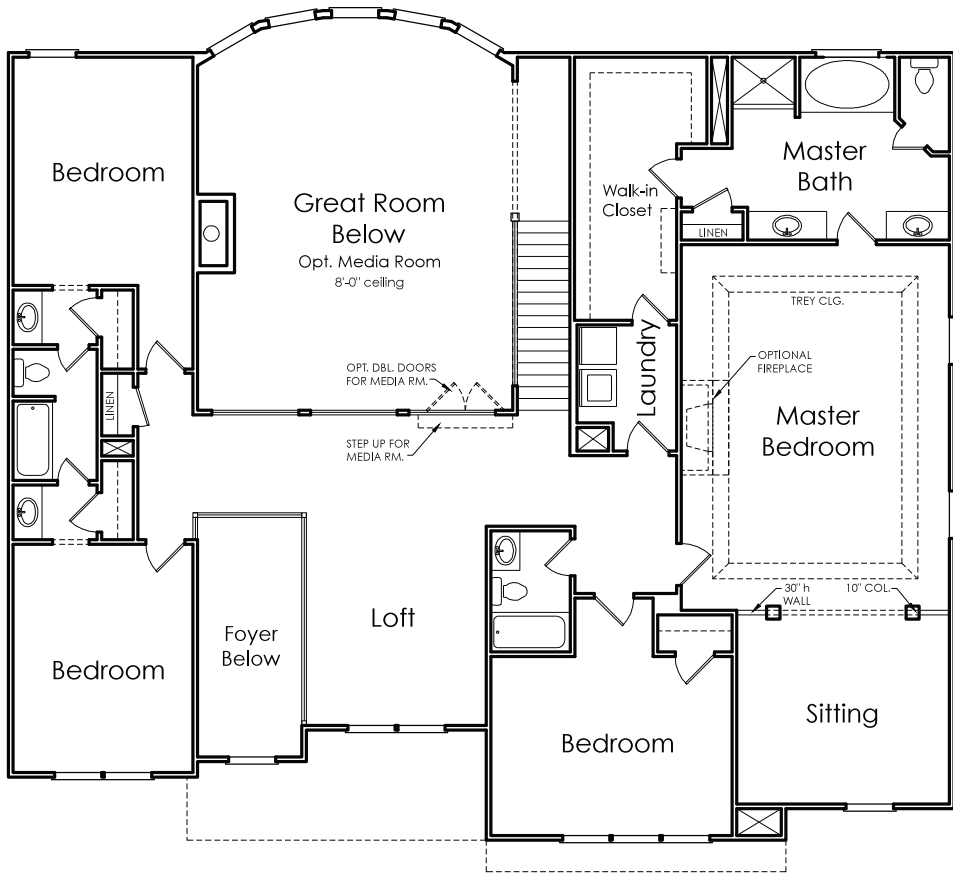 Bedroom
Great Room
Below
Opt. Media Room
8'-0" ceiling
Walk-in
Closet
Master
Bath
LINEN
TREY CLG.
OPTIONAL
FIREPLACE
Master
Bedroom
Laundry
OPT. DBL. DOORS
FOR MEDIA RM.
STEP UP FOR
MEDIA RM.
LINEN
30" h
WALL
10" COL.
Bedroom
Foyer
Below
Loft
Bedroom
Sitting